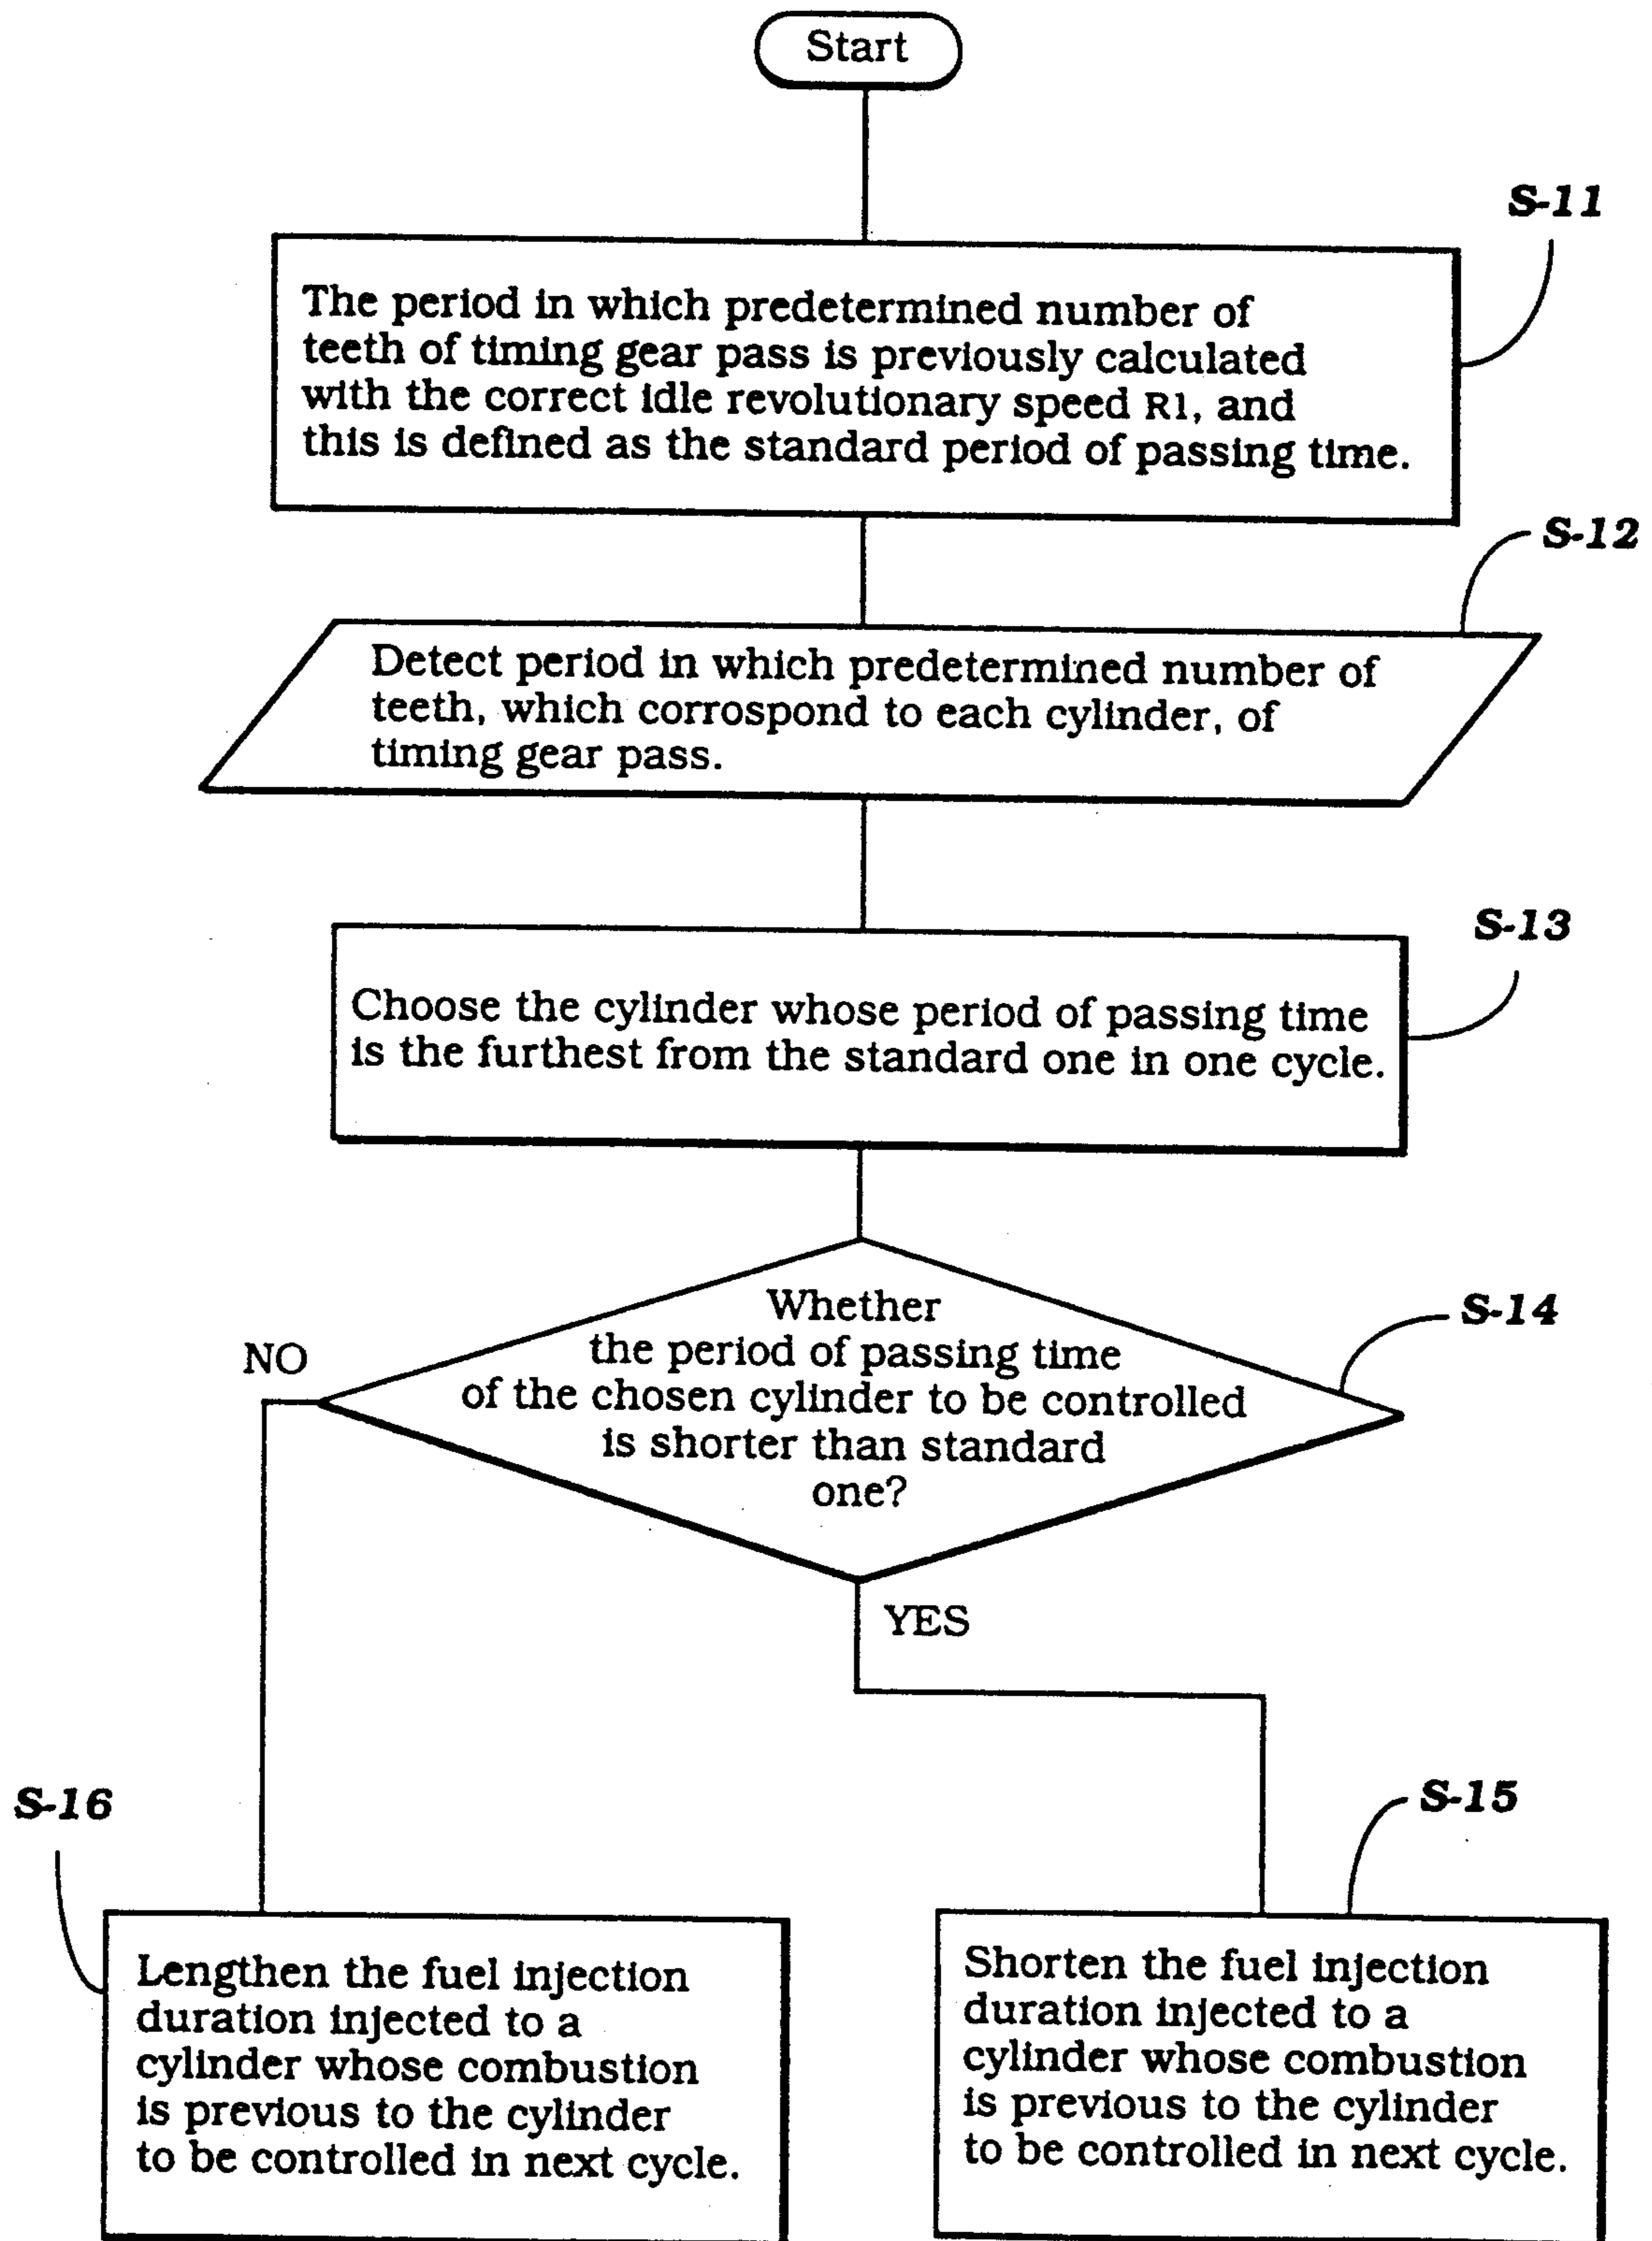 Start
S-11
The period in which predetermined number of
teeth of timing gear pass is previously calculated
with the correct idle revolutionary speed R1, and
this is defined as the standard period of passing time.
S-12
Detect period in which predetermined number of
teeth, which corrospond to each cylinder, of
timing gear pass.
S-13
Choose the cylinder whose period of passing time
is the furthest from the standard one in one cycle.
S-14
Whether
the period of passing time
of the chosen cylinder to be controlled
is shorter than standard
one?
NO
YES
S-16
Lengthen the fuel injection
duration injected to a
cylinder whose combustion
is previous to the cylinder
to be controlled in next cycle.
S-15
Shorten the fuel injection
duration injected to a
cylinder whose combustion
is previous to the cylinder
to be controlled in next cycle.